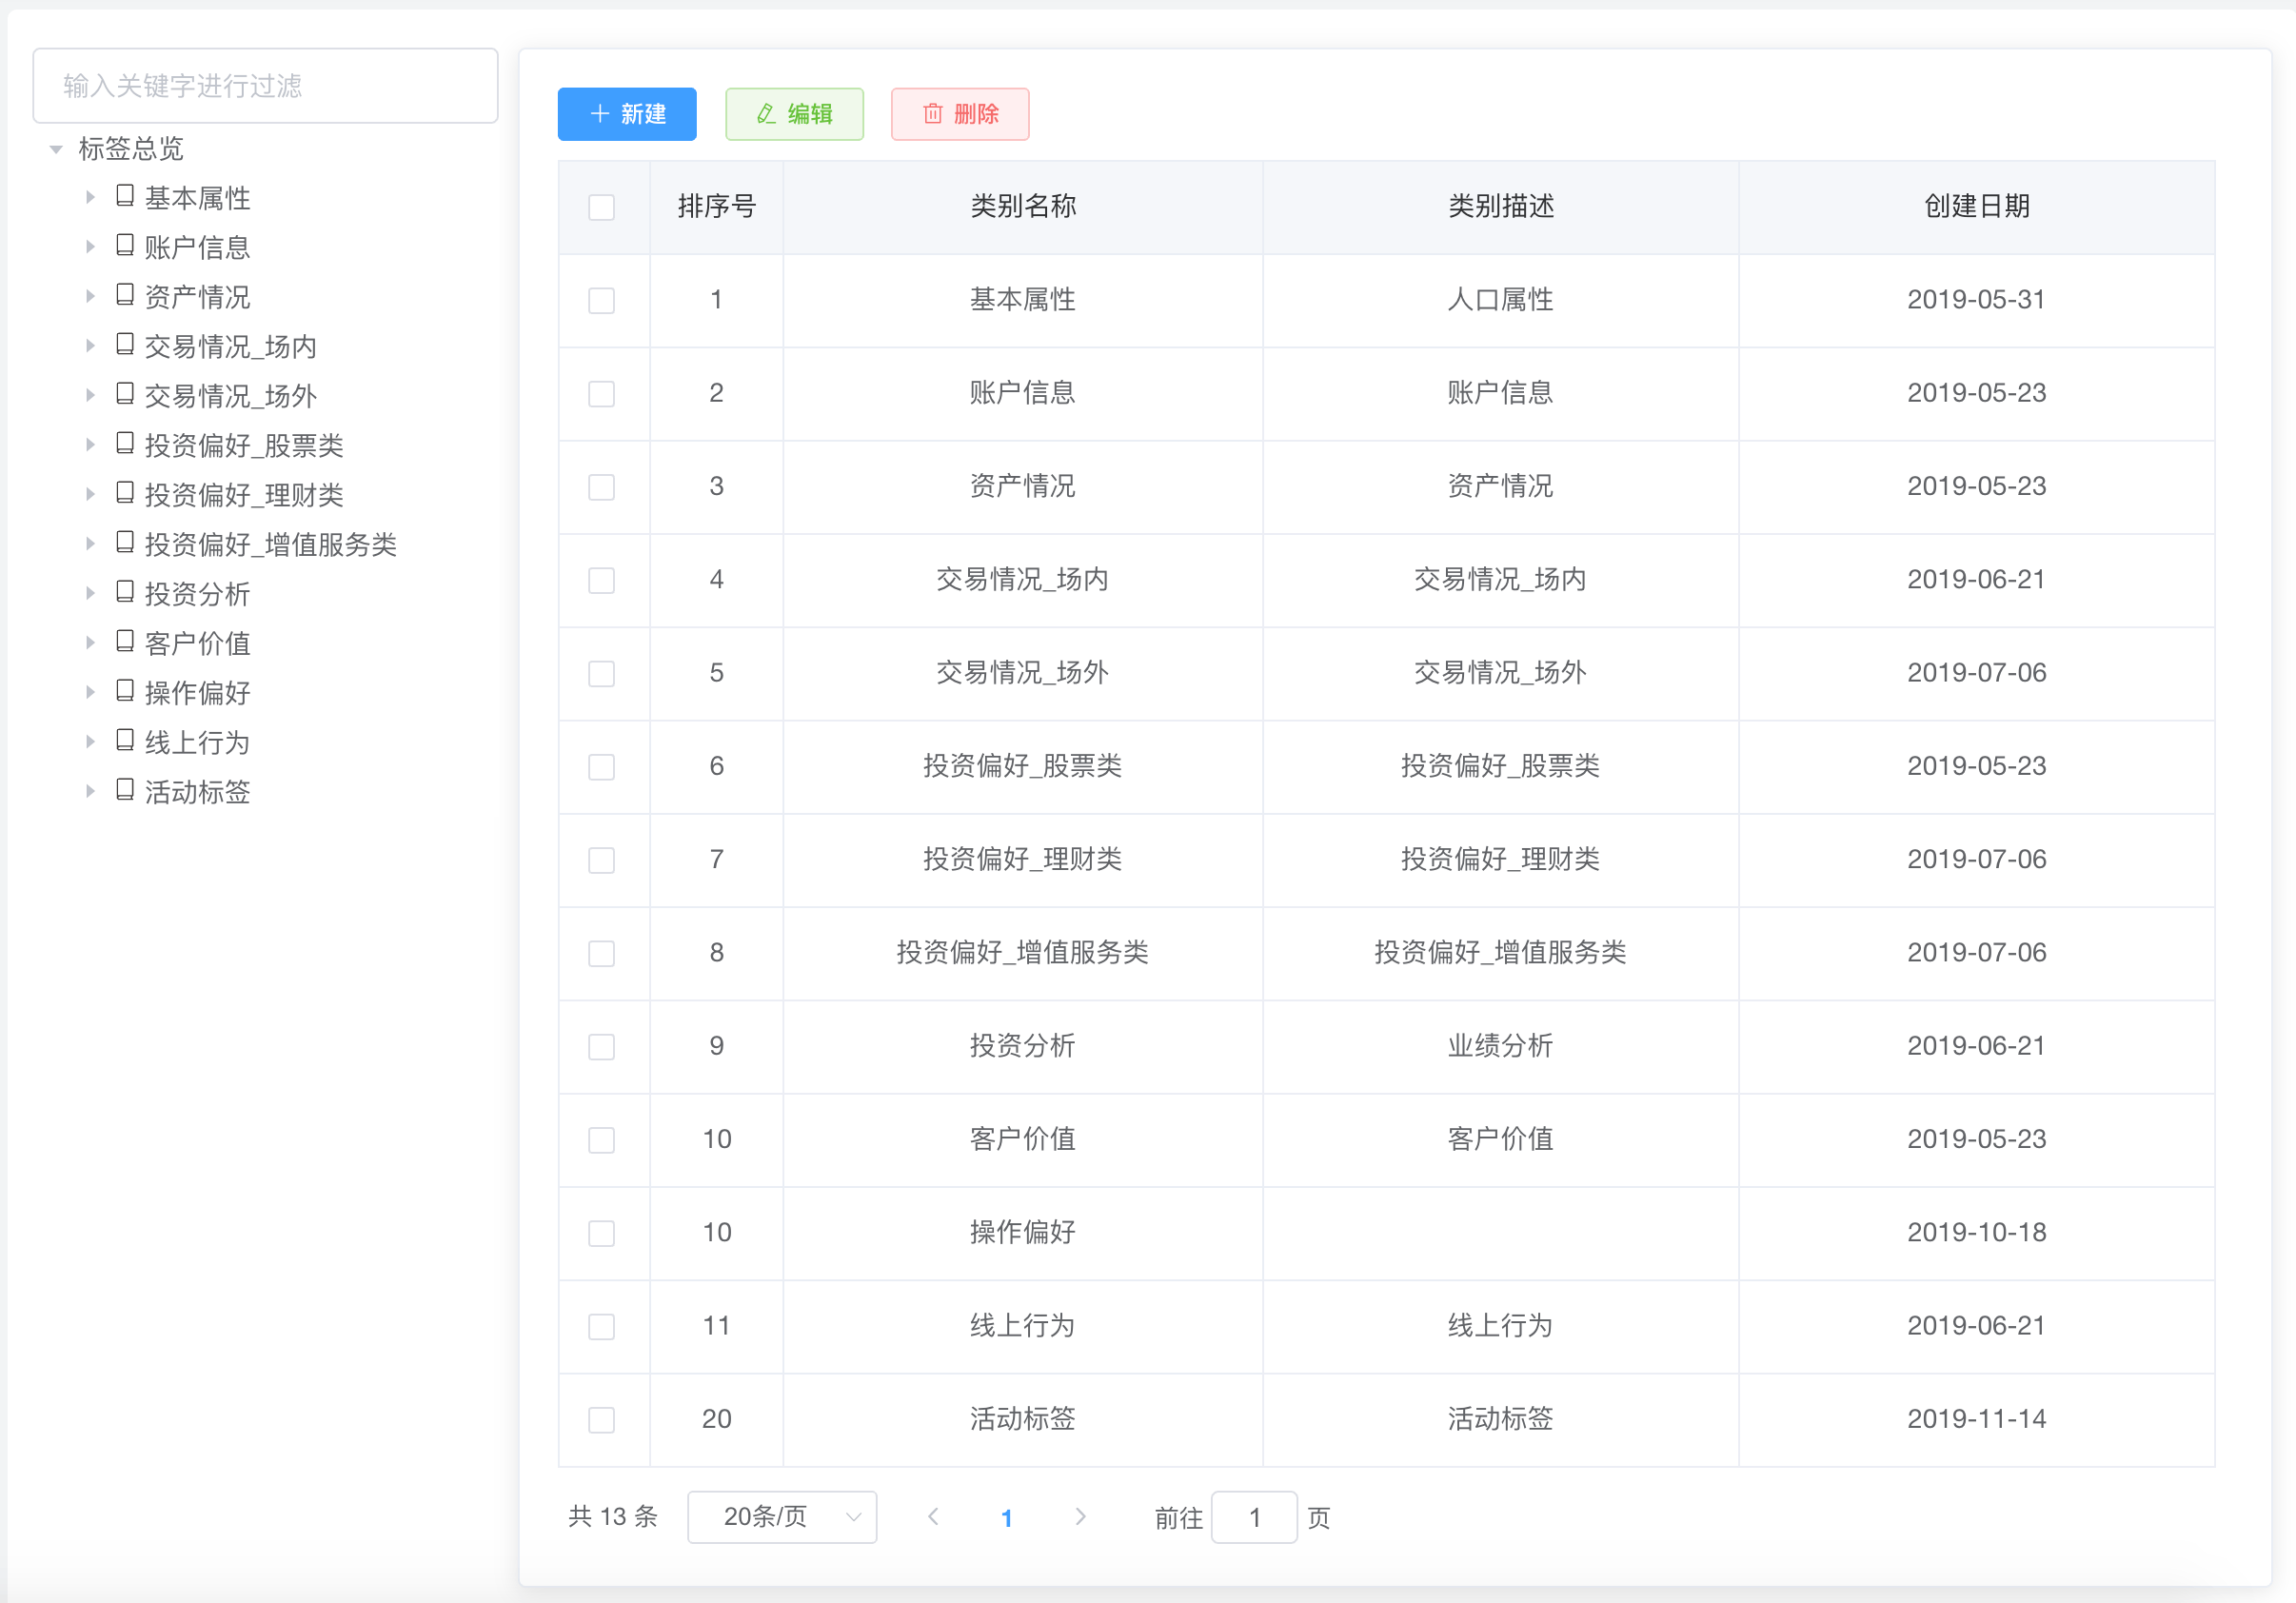 输入关键字进行过滤
标签总览
基本属性
账户信息
资产情况
交易情况_场内
交易情况_场外
投资偏好_股票类
投资偏好_理财类
投资偏好_增值服务类
投资分析
客户价值
操作偏好
线上行为
活动标签
新建 编辑 删除
排序号 类别名称 类别描述 创建日期
1 基本属性 人口属性 2019-05-31
2 账户信息 账户信息 2019-05-23
3 资产情况 资产情况 2019-05-23
4 交易情况_场内 交易情况_场内 2019-06-21
5 交易情况_场外 交易情况_场外 2019-07-06
6 投资偏好_股票类 投资偏好_股票类 2019-05-23
7 投资偏好_理财类 投资偏好_理财类 2019-07-06
8 投资偏好_增值服务类 投资偏好_增值服务类 2019-07-06
9 投资分析 业绩分析 2019-06-21
10 客户价值 客户价值 2019-05-23
10 操作偏好 2019-10-18
11 线上行为 线上行为 2019-06-21
20 活动标签 活动标签 2019-11-14
共 13 条 20条/页 1 前往 1 页